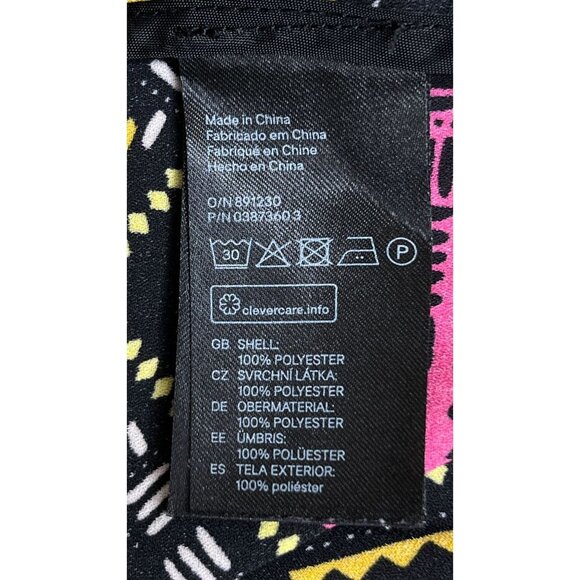 Made in China
Fabricado em China
Fabriqué en Chine
Hecho en China
O/N 891230
P/N 0387360.3
30 P
clevercare.info
GB SHELL:
100% POLYESTER
CZ SVRCHNÍ LÁTKA:
100% POLYESTER
DE OBERMATERIAL:
100% POLYESTER
EE ÜMBRIS:
100% POLÜESTER
ES TELA EXTERIOR:
100% poliéster